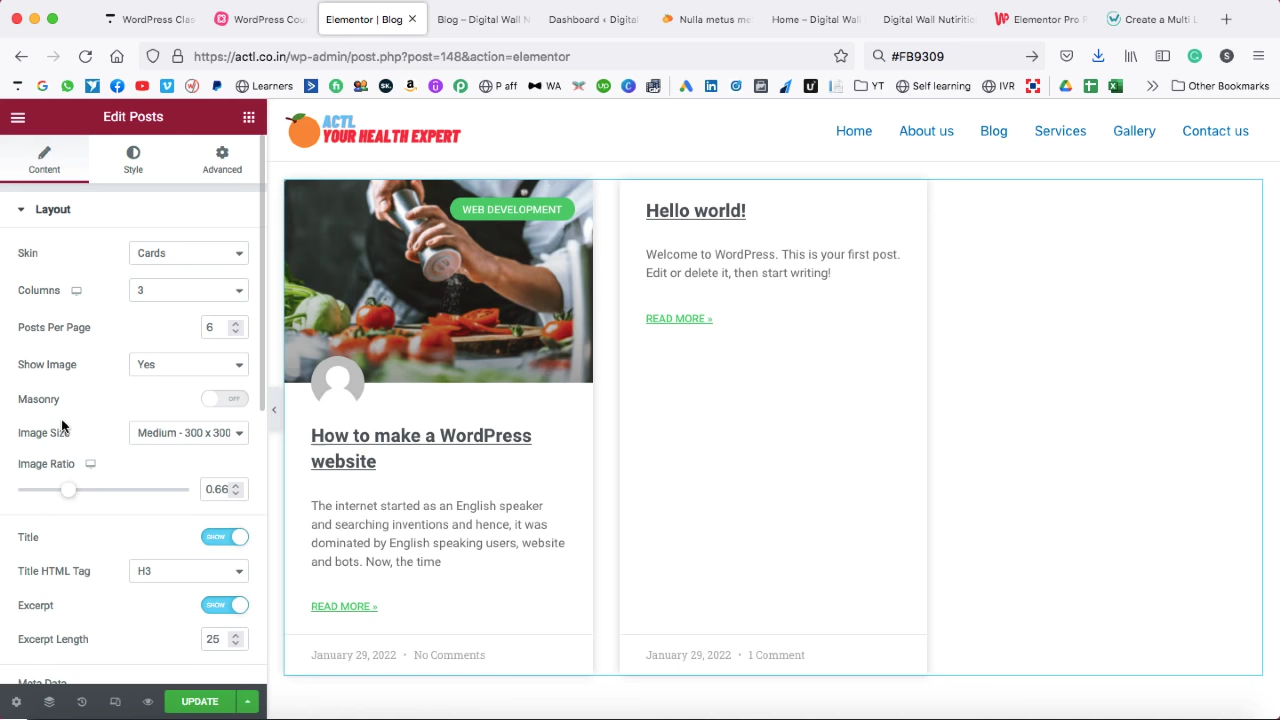 WordPress Clas
WordPress Cou
Elementor | Blog
Blog – Digital Wall N
Dashboard ‹ Digital
Nulla metus me
Home – Digital Wall
Digital Wall Nutritio
Elementor Pro P
Create a Multi L
https://actl.co.in/wp-admin/post.php?post=148&action=elementor
#FB9309
Learners
P aff
WA
YT
Self learning
IVR
Other Bookmarks
Edit Posts
Content
Style
Advanced
Layout
Skin
Cards
Columns
3
Posts Per Page
6
Show Image
Yes
Masonry
OFF
Image Size
Medium - 300 x 300
Image Ratio
0.66
Title
SHOW
Title HTML Tag
H3
Excerpt
SHOW
Excerpt Length
25
Meta Data
UPDATE
ACTL
YOUR HEALTH EXPERT
Home
About us
Blog
Services
Gallery
Contact us
WEB DEVELOPMENT
How to make a WordPress
website
The internet started as an English speaker
and searching inventions and hence, it was
dominated by English speaking users, website
and bots. Now, the time
READ MORE »
January 29, 2022 • No Comments
Hello world!
Welcome to WordPress. This is your first post.
Edit or delete it, then start writing!
READ MORE »
January 29, 2022 • 1 Comment